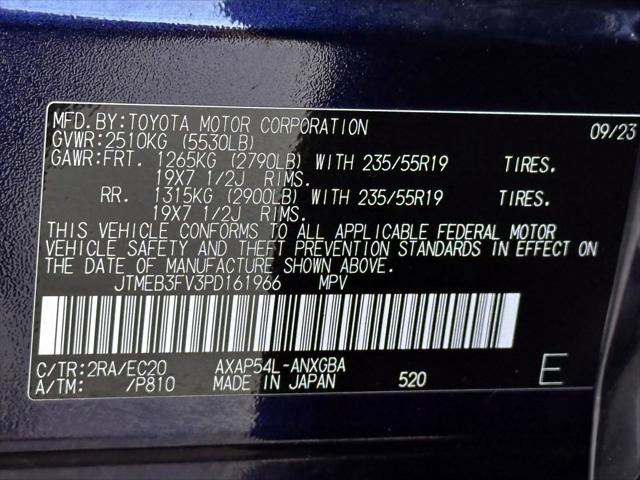 MFD. BY: TOYOTA MOTOR CORPORATION 09/23
GVWR: 2510KG (5530LB)
GAWR: FRT. 1265KG (2790LB) WITH 235/55R19 TIRES.
19X7 1/2J RIMS.
RR. 1315KG (2900LB) WITH 235/55R19 TIRES.
19X7 1/2J RIMS.
THIS VEHICLE CONFORMS TO ALL APPLICABLE FEDERAL MOTOR
VEHICLE SAFETY AND THEFT PREVENTION STANDARDS IN EFFECT ON
THE DATE OF MANUFACTURE SHOWN ABOVE.
JTMEB3FV3PD161966 MPV
C/TR: 2RA/EC20 AXAP54L-ANXGBA
A/TM: /P810 MADE IN JAPAN 520 E